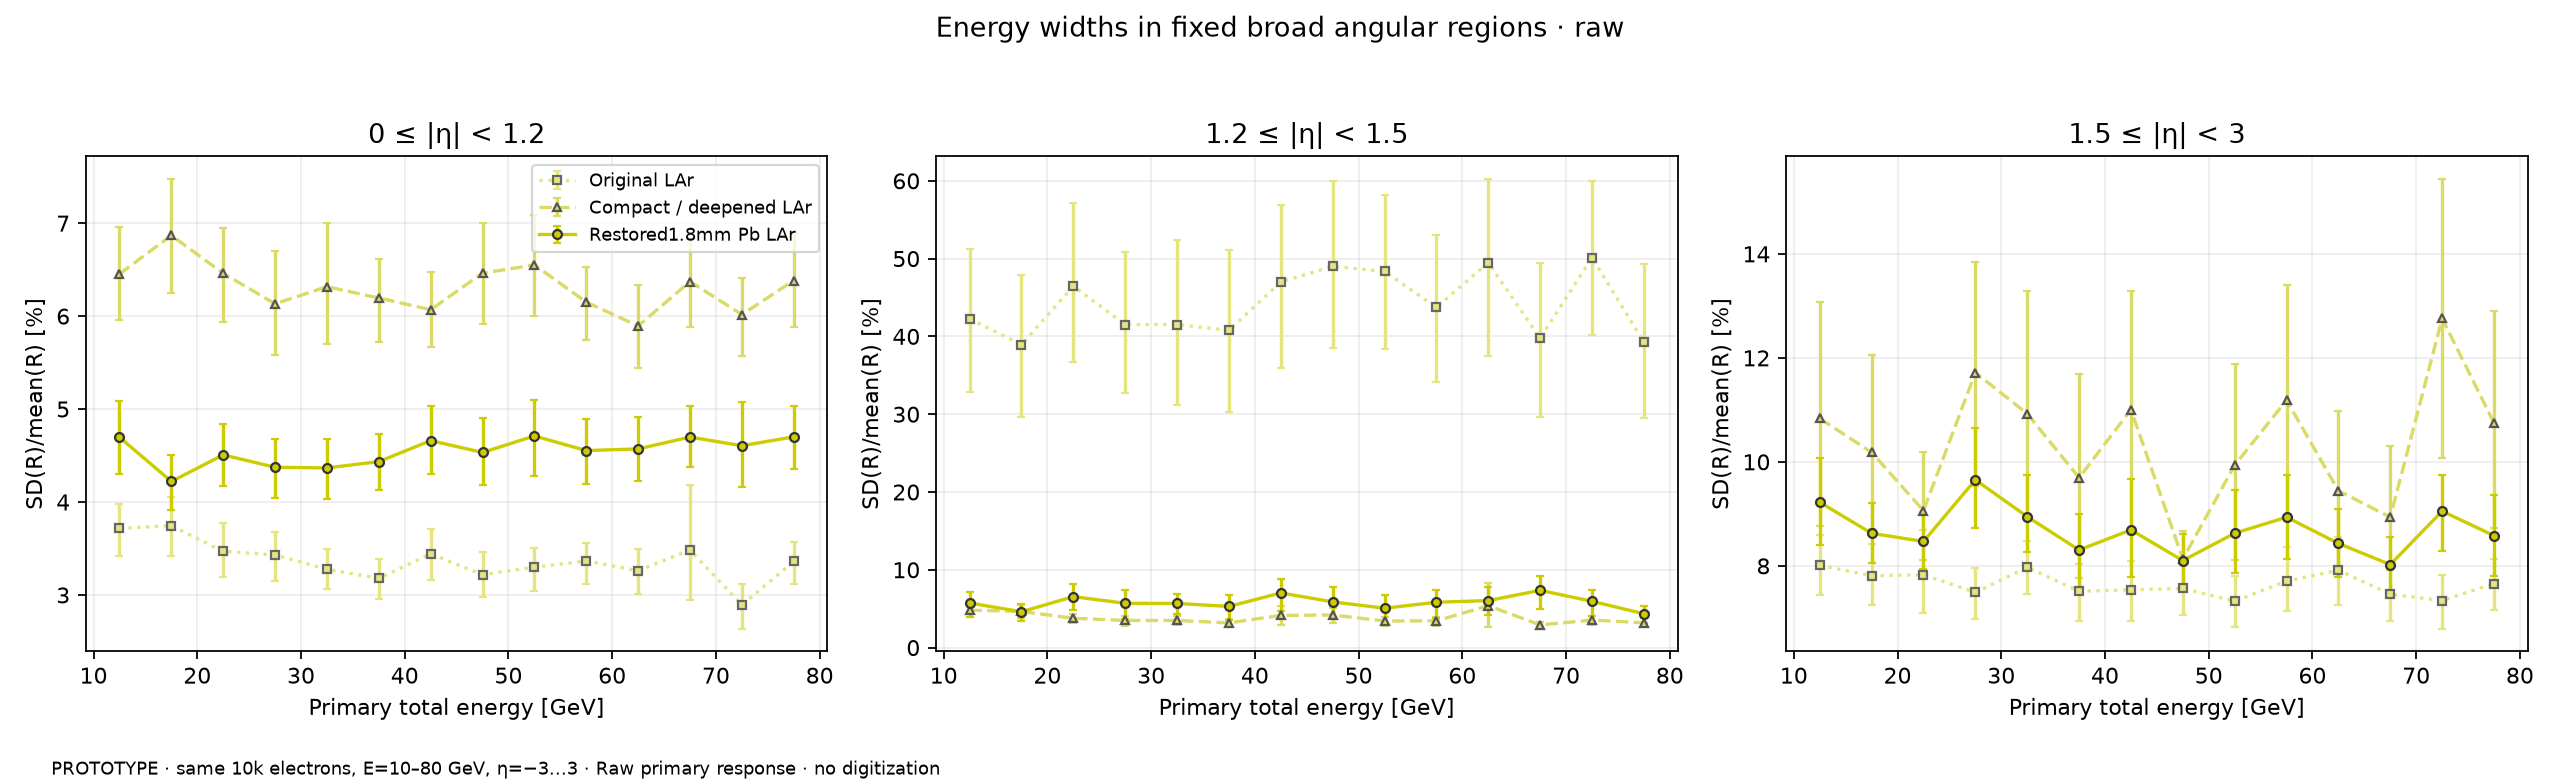 Energy widths in fixed broad angular regions · raw
0 ≤ |η| < 1.2
SD(R)/mean(R) [%]
7
6
5
4
3
Original LAr
Compact / deepened LAr
Restored1.8mm Pb LAr
10 20 30 40 50 60 70 80
Primary total energy [GeV]
1.2 ≤ |η| < 1.5
SD(R)/mean(R) [%]
60
50
40
30
20
10
0
10 20 30 40 50 60 70 80
Primary total energy [GeV]
1.5 ≤ |η| < 3
SD(R)/mean(R) [%]
14
12
10
8
10 20 30 40 50 60 70 80
Primary total energy [GeV]
PROTOTYPE · same 10k electrons, E=10–80 GeV, η=−3…3 · Raw primary response · no digitization